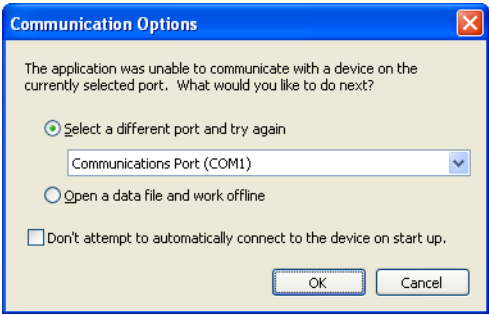 Communication Options
The application was unable to communicate with a device on the
currently selected port.  What would you like to do next?
Select a different port and try again
Communications Port (COM1)
Open a data file and work offline
Don't attempt to automatically connect to the device on start up.
OK
Cancel